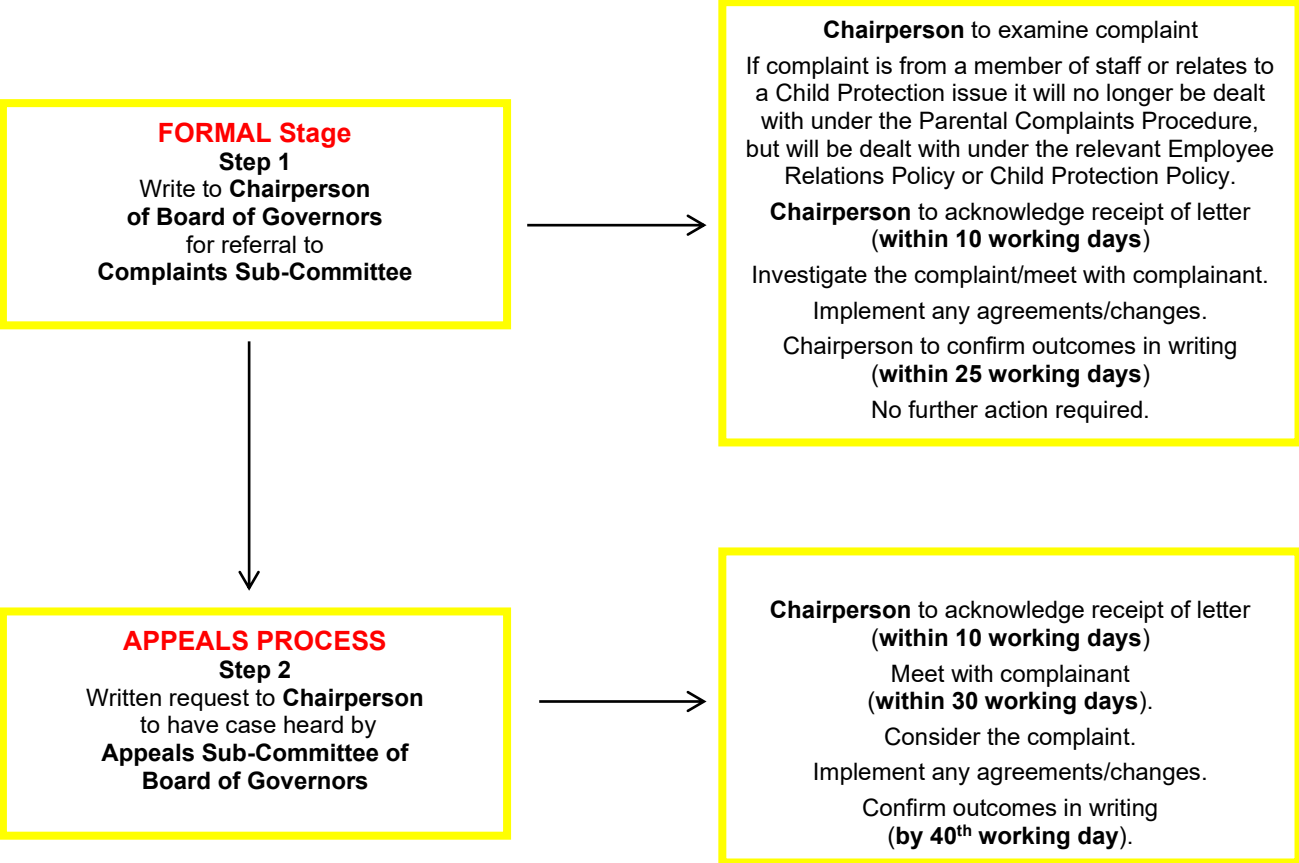 FORMAL Stage
Step 1
Write to Chairperson
of Board of Governors
for referral to
Complaints Sub-Committee
Chairperson to examine complaint
If complaint is from a member of staff or relates to
a Child Protection issue it will no longer be dealt
with under the Parental Complaints Procedure,
but will be dealt with under the relevant Employee
Relations Policy or Child Protection Policy.
Chairperson to acknowledge receipt of letter
(within 10 working days)
Investigate the complaint/meet with complainant.
Implement any agreements/changes.
Chairperson to confirm outcomes in writing
(within 25 working days)
No further action required.
APPEALS PROCESS
Step 2
Written request to Chairperson
to have case heard by
Appeals Sub-Committee of
Board of Governors
Chairperson to acknowledge receipt of letter
(within 10 working days)
Meet with complainant
(within 30 working days).
Consider the complaint.
Implement any agreements/changes.
Confirm outcomes in writing
(by 40th working day).